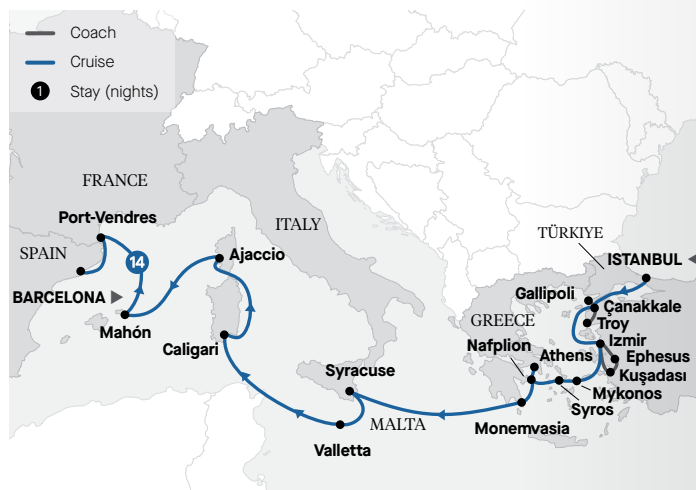 Coach
Cruise
1 Stay (nights)
FRANCE
Port-Vendres
ITALY
TÜRKIYE
SPAIN
14
Ajaccio
ISTANBUL
BARCELONA
Gallipoli
Çanakkale
Mahón
GREECE
Troy
Caligari
Nafplion
Izmir
Athens
Ephesus
Syracuse
Kuşadası
Mykonos
Syros
MALTA
Monemvasia
Valletta